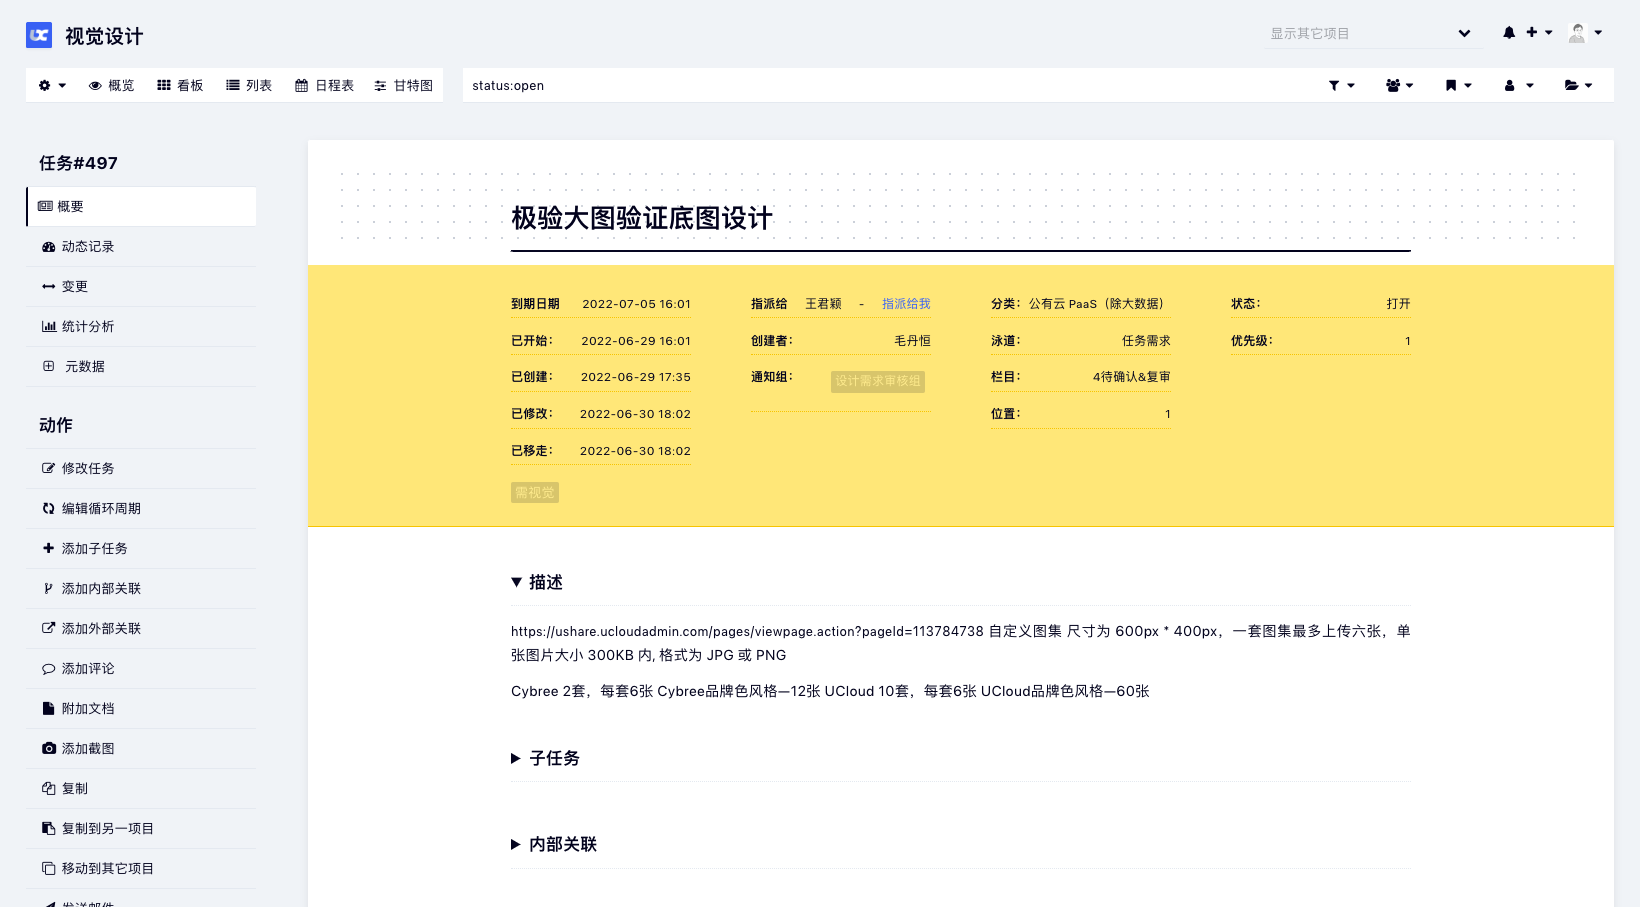 视觉设计
显示其它项目
概览 看板 列表 日程表 甘特图
status:open
任务#497
概要
动态记录
变更
统计分析
元数据
动作
修改任务
编辑循环周期
添加子任务
添加内部关联
添加外部关联
添加评论
附加文档
添加截图
复制
复制到另一项目
移动到其它项目
发送邮件
极验大图验证底图设计
到期日期 2022-07-05 16:01
已开始： 2022-06-29 16:01
已创建： 2022-06-29 17:35
已修改： 2022-06-30 18:02
已移走： 2022-06-30 18:02
需视觉
指派给 王君颖 - 指派给我
创建者： 毛丹恒
通知组： 设计需求审核组
分类：公有云 PaaS（除大数据）
泳道： 任务需求
栏目： 4待确认&复审
位置： 1
状态： 打开
优先级： 1
描述
https://ushare.ucloudadmin.com/pages/viewpage.action?pageId=113784738 自定义图集 尺寸为 600px * 400px，一套图集最多上传六张，单
张图片大小 300KB 内, 格式为 JPG 或 PNG
Cybree 2套，每套6张 Cybree品牌色风格—12张 UCloud 10套，每套6张 UCloud品牌色风格—60张
子任务
内部关联